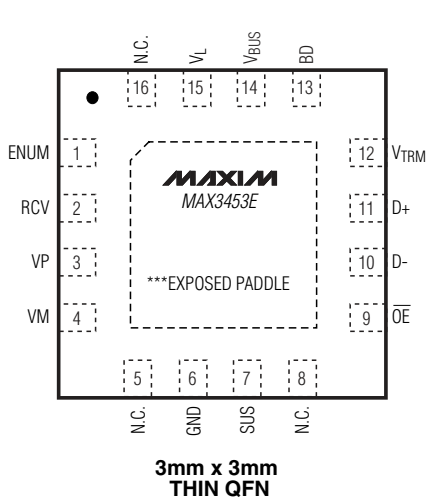 N.C.
VL
VBUS
BD
16
15
14
13
ENUM 1
12 VTRM
RCV 2
11 D+
VP 3
10 D-
VM 4
9 O̅E̅
MAXIM
MAX3453E
***EXPOSED PADDLE
5
6
7
8
N.C.
GND
SUS
N.C.
3mm x 3mm
THIN QFN